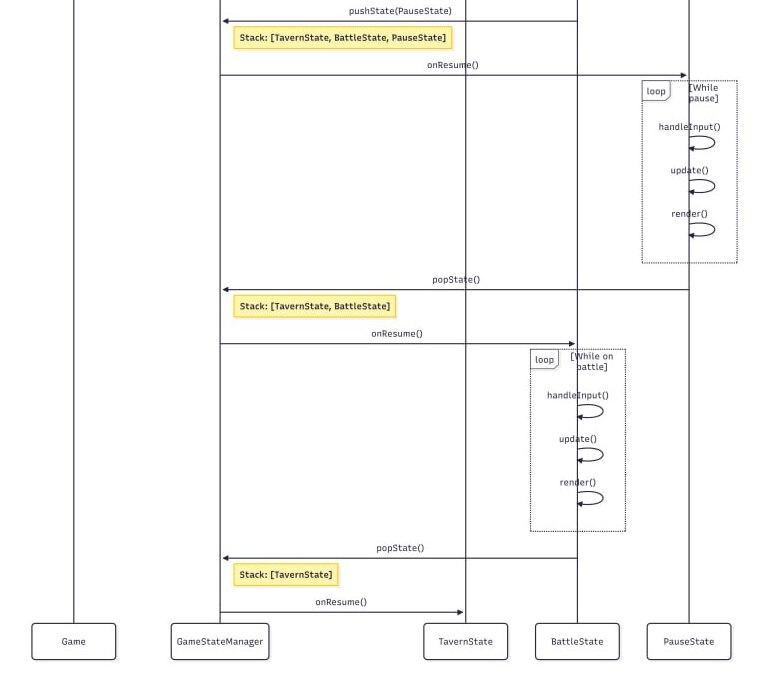 pushState(PauseState)
Stack: [TavernState, BattleState, PauseState]
onResume()
loop
[While
pause]
handleInput()
update()
render()
popState()
Stack: [TavernState, BattleState]
onResume()
loop
[While on
battle]
handleInput()
update()
render()
popState()
Stack: [TavernState]
onResume()
Game
GameStateManager
TavernState
BattleState
PauseState